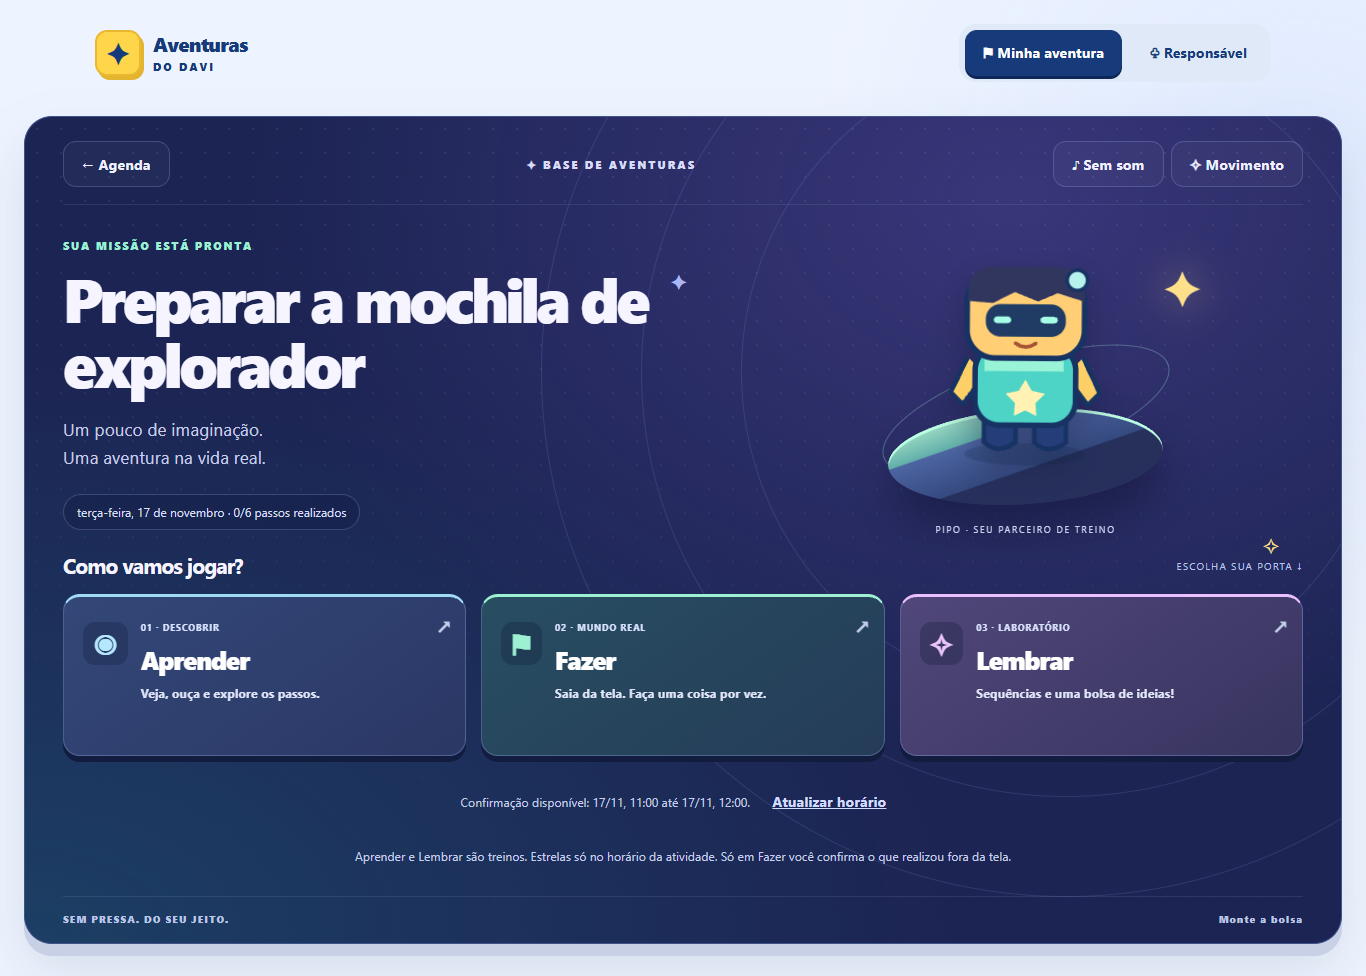 Aventuras
DO DAVI
Minha aventura
Responsável
← Agenda
BASE DE AVENTURAS
♪ Sem som
Movimento
SUA MISSÃO ESTÁ PRONTA
Preparar a mochila de
explorador
Um pouco de imaginação.
Uma aventura na vida real.
terça-feira, 17 de novembro · 0/6 passos realizados
PIPO · SEU PARCEIRO DE TREINO
Como vamos jogar?
ESCOLHA SUA PORTA ↓
01 · DESCOBRIR
Aprender
Veja, ouça e explore os passos.
02 · MUNDO REAL
Fazer
Saia da tela. Faça uma coisa por vez.
03 · LABORATÓRIO
Lembrar
Sequências e uma bolsa de ideias!
Confirmação disponível: 17/11, 11:00 até 17/11, 12:00.
Atualizar horário
Aprender e Lembrar são treinos. Estrelas só no horário da atividade. Só em Fazer você confirma o que realizou fora da tela.
SEM PRESSA. DO SEU JEITO.
Monte a bolsa